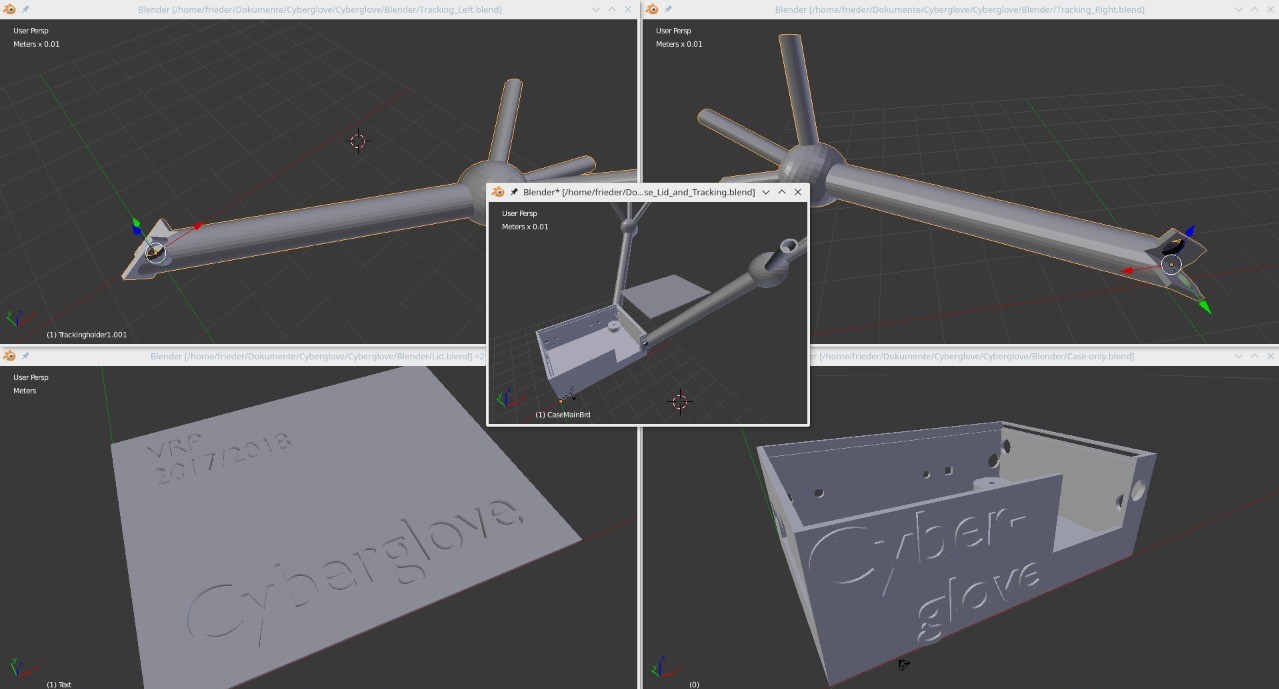 Blender [/home/frieder/Dokumente/Cyberglove/Cyberglove/Blender/Tracking_Left.blend]
User Persp
Meters x 0.01
(1) Trackingholder1.001
Blender [/home/frieder/Dokumente/Cyberglove/Cyberglove/Blender/Tracking_Right.blend]
User Persp
Meters x 0.01
Blender* [/home/frieder/Do...se_Lid_and_Tracking.blend]
User Persp
Meters x 0.01
(1) CaseMainBrd
Blender [/home/frieder/Dokumente/Cyberglove/Cyberglove/Blender/Lid.blend] <2>
User Persp
Meters
VRP
2017/2018
Cyberglove
(1) Text
[/home/frieder/Dokumente/Cyberglove/Cyberglove/Blender/Case-only.blend]
Cyber-
glove
(0)